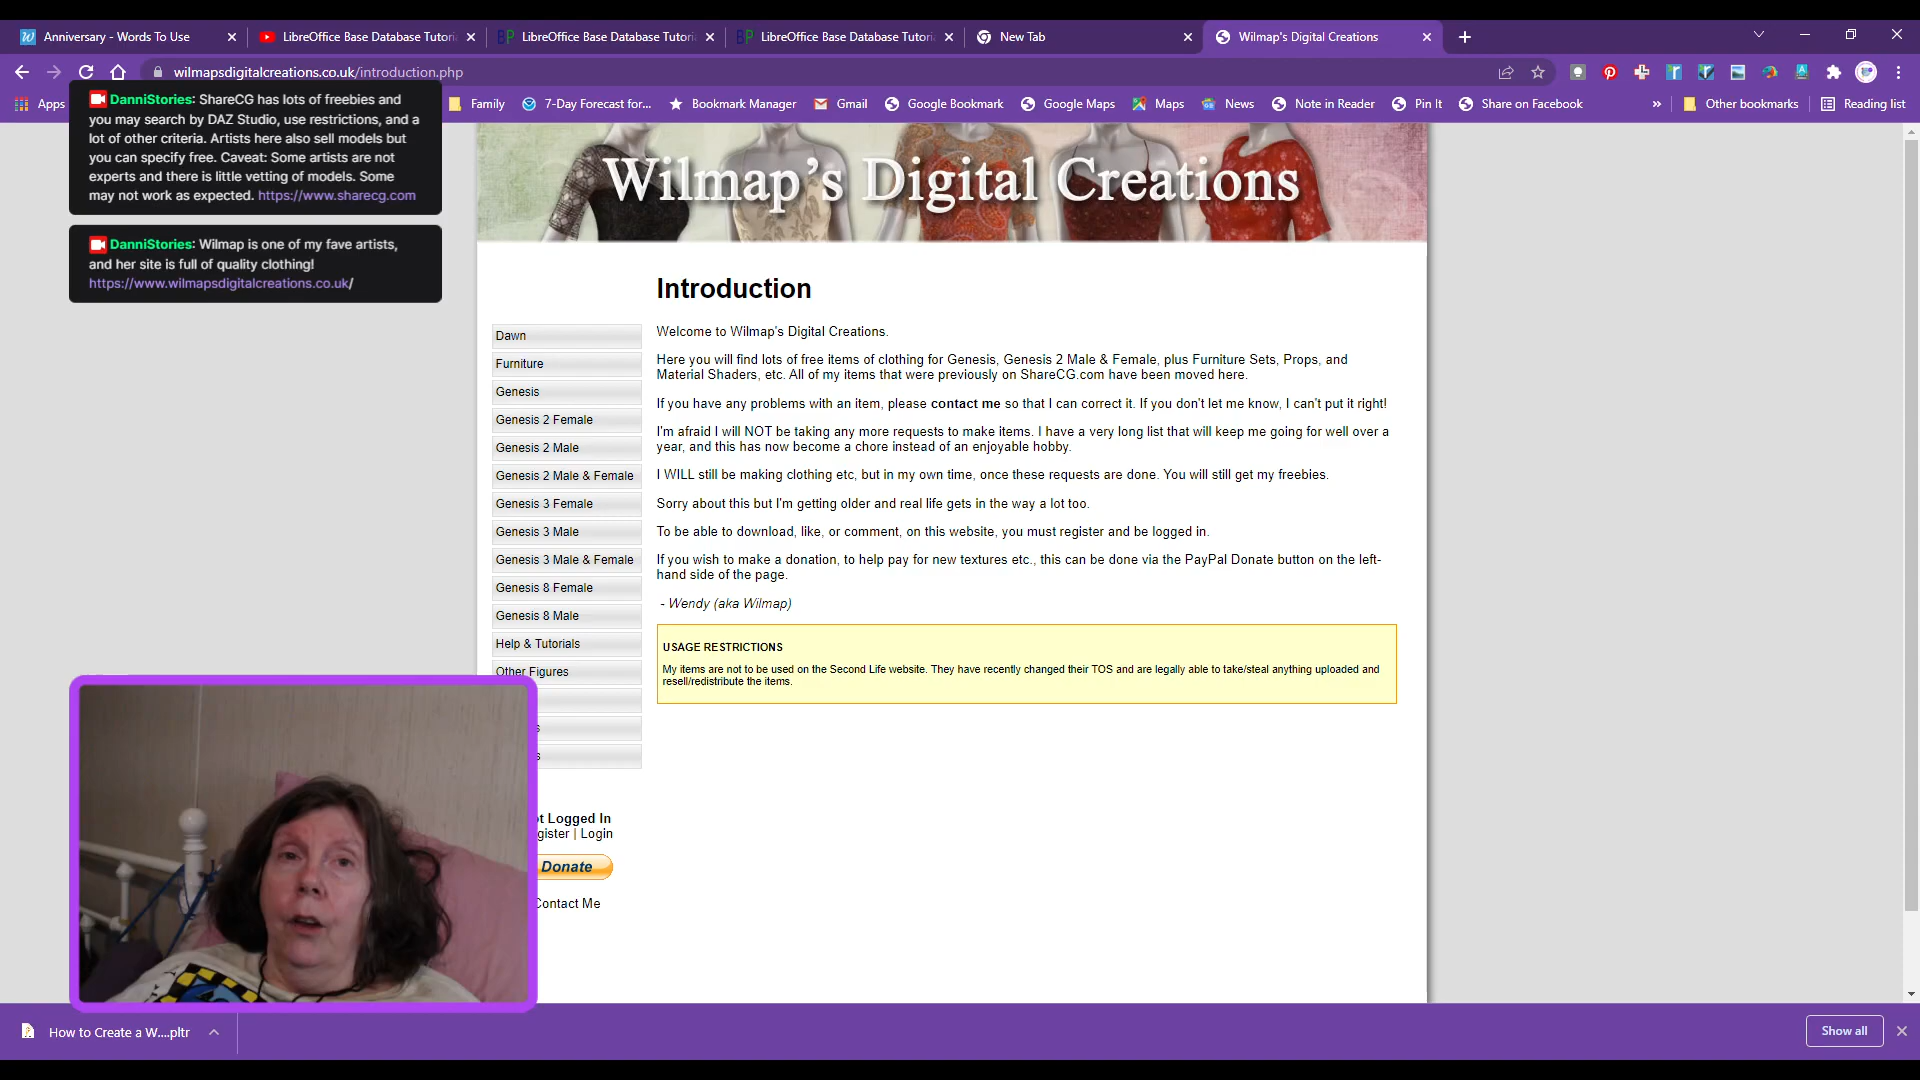 Anniversary - Words To Use
LibreOffice Base Database Tutori
LibreOffice Base Database Tutori
LibreOffice Base Database Tutori
New Tab
Wilmap's Digital Creations
wilmapsdigitalcreations.co.uk/introduction.php
Apps
Family
7-Day Forecast for...
Bookmark Manager
Gmail
Google Bookmark
Google Maps
Maps
News
Note in Reader
Pin It
Share on Facebook
»
Other bookmarks
Reading list
DanniStories: ShareCG has lots of freebies and
you may search by DAZ Studio, use restrictions, and a
lot of other criteria. Artists here also sell models but
you can specify free. Caveat: Some artists are not
experts and there is little vetting of models. Some
may not work as expected. https://www.sharecg.com
DanniStories: Wilmap is one of my fave artists,
and her site is full of quality clothing!
https://www.wilmapsdigitalcreations.co.uk/
Wilmap's Digital Creations
Dawn
Furniture
Genesis
Genesis 2 Female
Genesis 2 Male
Genesis 2 Male & Female
Genesis 3 Female
Genesis 3 Male
Genesis 3 Male & Female
Genesis 8 Female
Genesis 8 Male
Help & Tutorials
Other Figures
s
s
t Logged In
gister | Login
Donate
Contact Me
Introduction
Welcome to Wilmap's Digital Creations.
Here you will find lots of free items of clothing for Genesis, Genesis 2 Male & Female, plus Furniture Sets, Props, and
Material Shaders, etc. All of my items that were previously on ShareCG.com have been moved here.
If you have any problems with an item, please contact me so that I can correct it. If you don't let me know, I can't put it right!
I'm afraid I will NOT be taking any more requests to make items. I have a very long list that will keep me going for well over a
year, and this has now become a chore instead of an enjoyable hobby.
I WILL still be making clothing etc, but in my own time, once these requests are done. You will still get my freebies.
Sorry about this but I'm getting older and real life gets in the way a lot too.
To be able to download, like, or comment, on this website, you must register and be logged in.
If you wish to make a donation, to help pay for new textures etc., this can be done via the PayPal Donate button on the left-
hand side of the page.
- Wendy (aka Wilmap)
USAGE RESTRICTIONS
My items are not to be used on the Second Life website. They have recently changed their TOS and are legally able to take/steal anything uploaded and
resell/redistribute the items.
How to Create a W....pltr
Show all